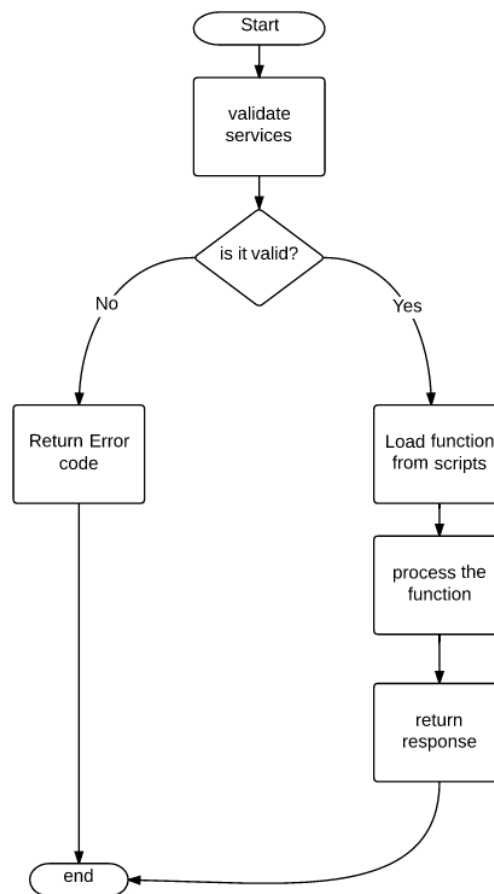 Start
validate
services
is it valid?
No
Yes
Return Error
code
Load function
from scripts
process the
function
return
response
end